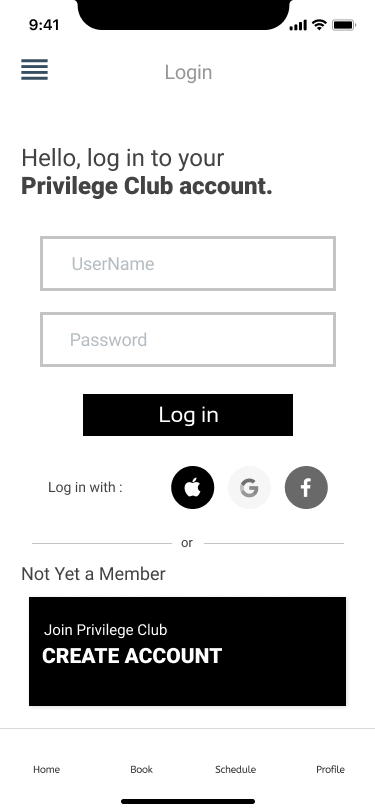 9:41
Login
Hello, log in to your
Privilege Club account.
UserName
Password
Log in
Log in with :
G
f
or
Not Yet a Member
Join Privilege Club
CREATE ACCOUNT
Home Book Schedule Profile